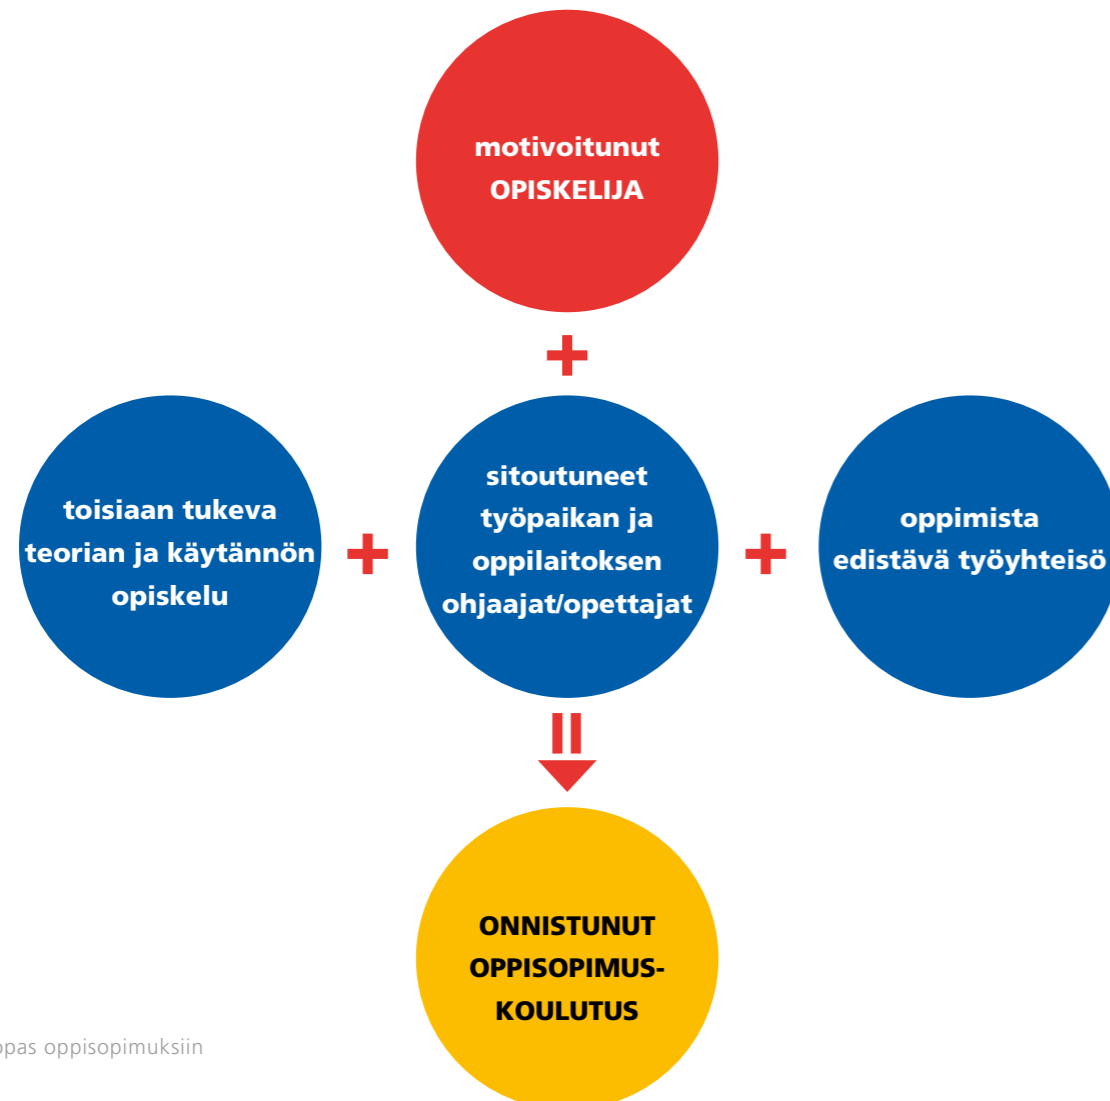 motivoitunut
OPISKELIJA
+
toisiaan tukeva
teorian ja käytännön
opiskelu
+
sitoutuneet
työpaikan ja
oppilaitoksen
ohjaajat/opettajat
+
oppimista
edistävä työyhteisö
ONNISTUNUT
OPPISOPIMUS-
KOULUTUS
oppisopimuksiin